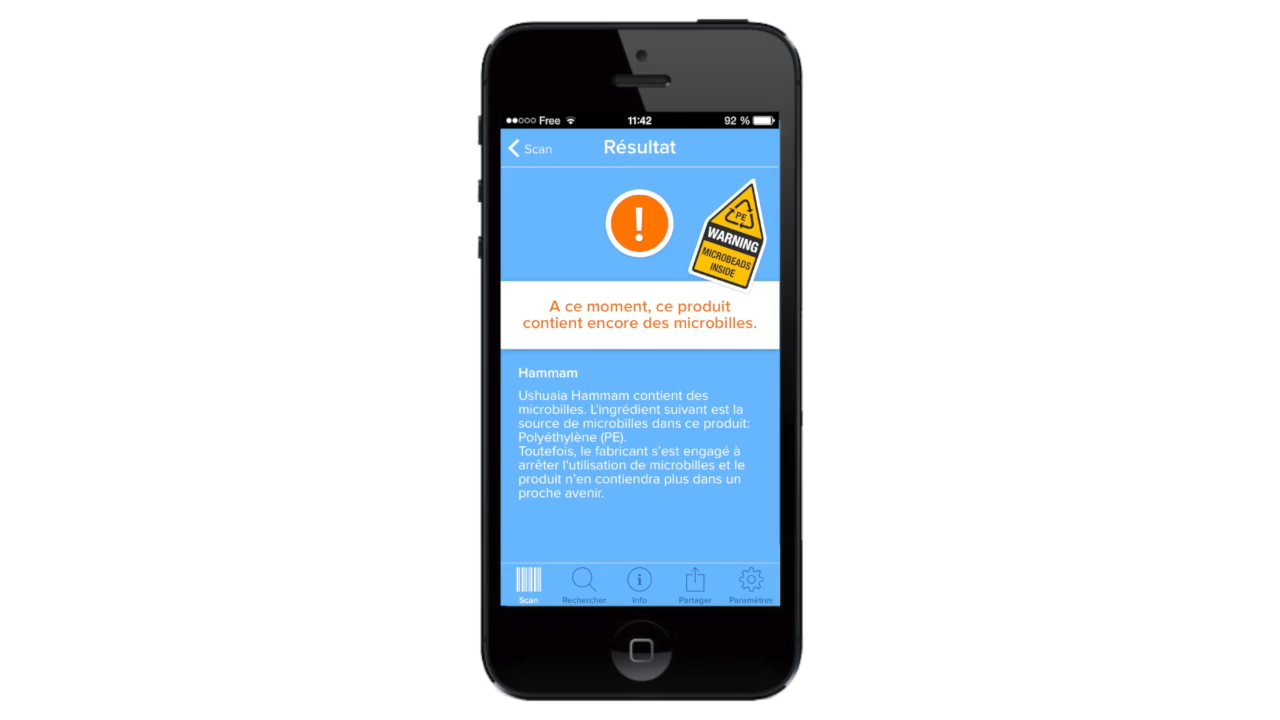 Free 11:42 92 %
Scan Résultat
!
PE
WARNING
MICROBEADS
INSIDE
A ce moment, ce produit
contient encore des microbilles.
Hammam
Ushuaia Hammam contient des
microbilles. L'ingrédient suivant est la
source de microbilles dans ce produit:
Polyéthylène (PE).
Toutefois, le fabricant s'est engagé à
arrêter l'utilisation de microbilles et le
produit n'en contiendra plus dans un
proche avenir.
Scan Rechercher Info Partager Paramètres